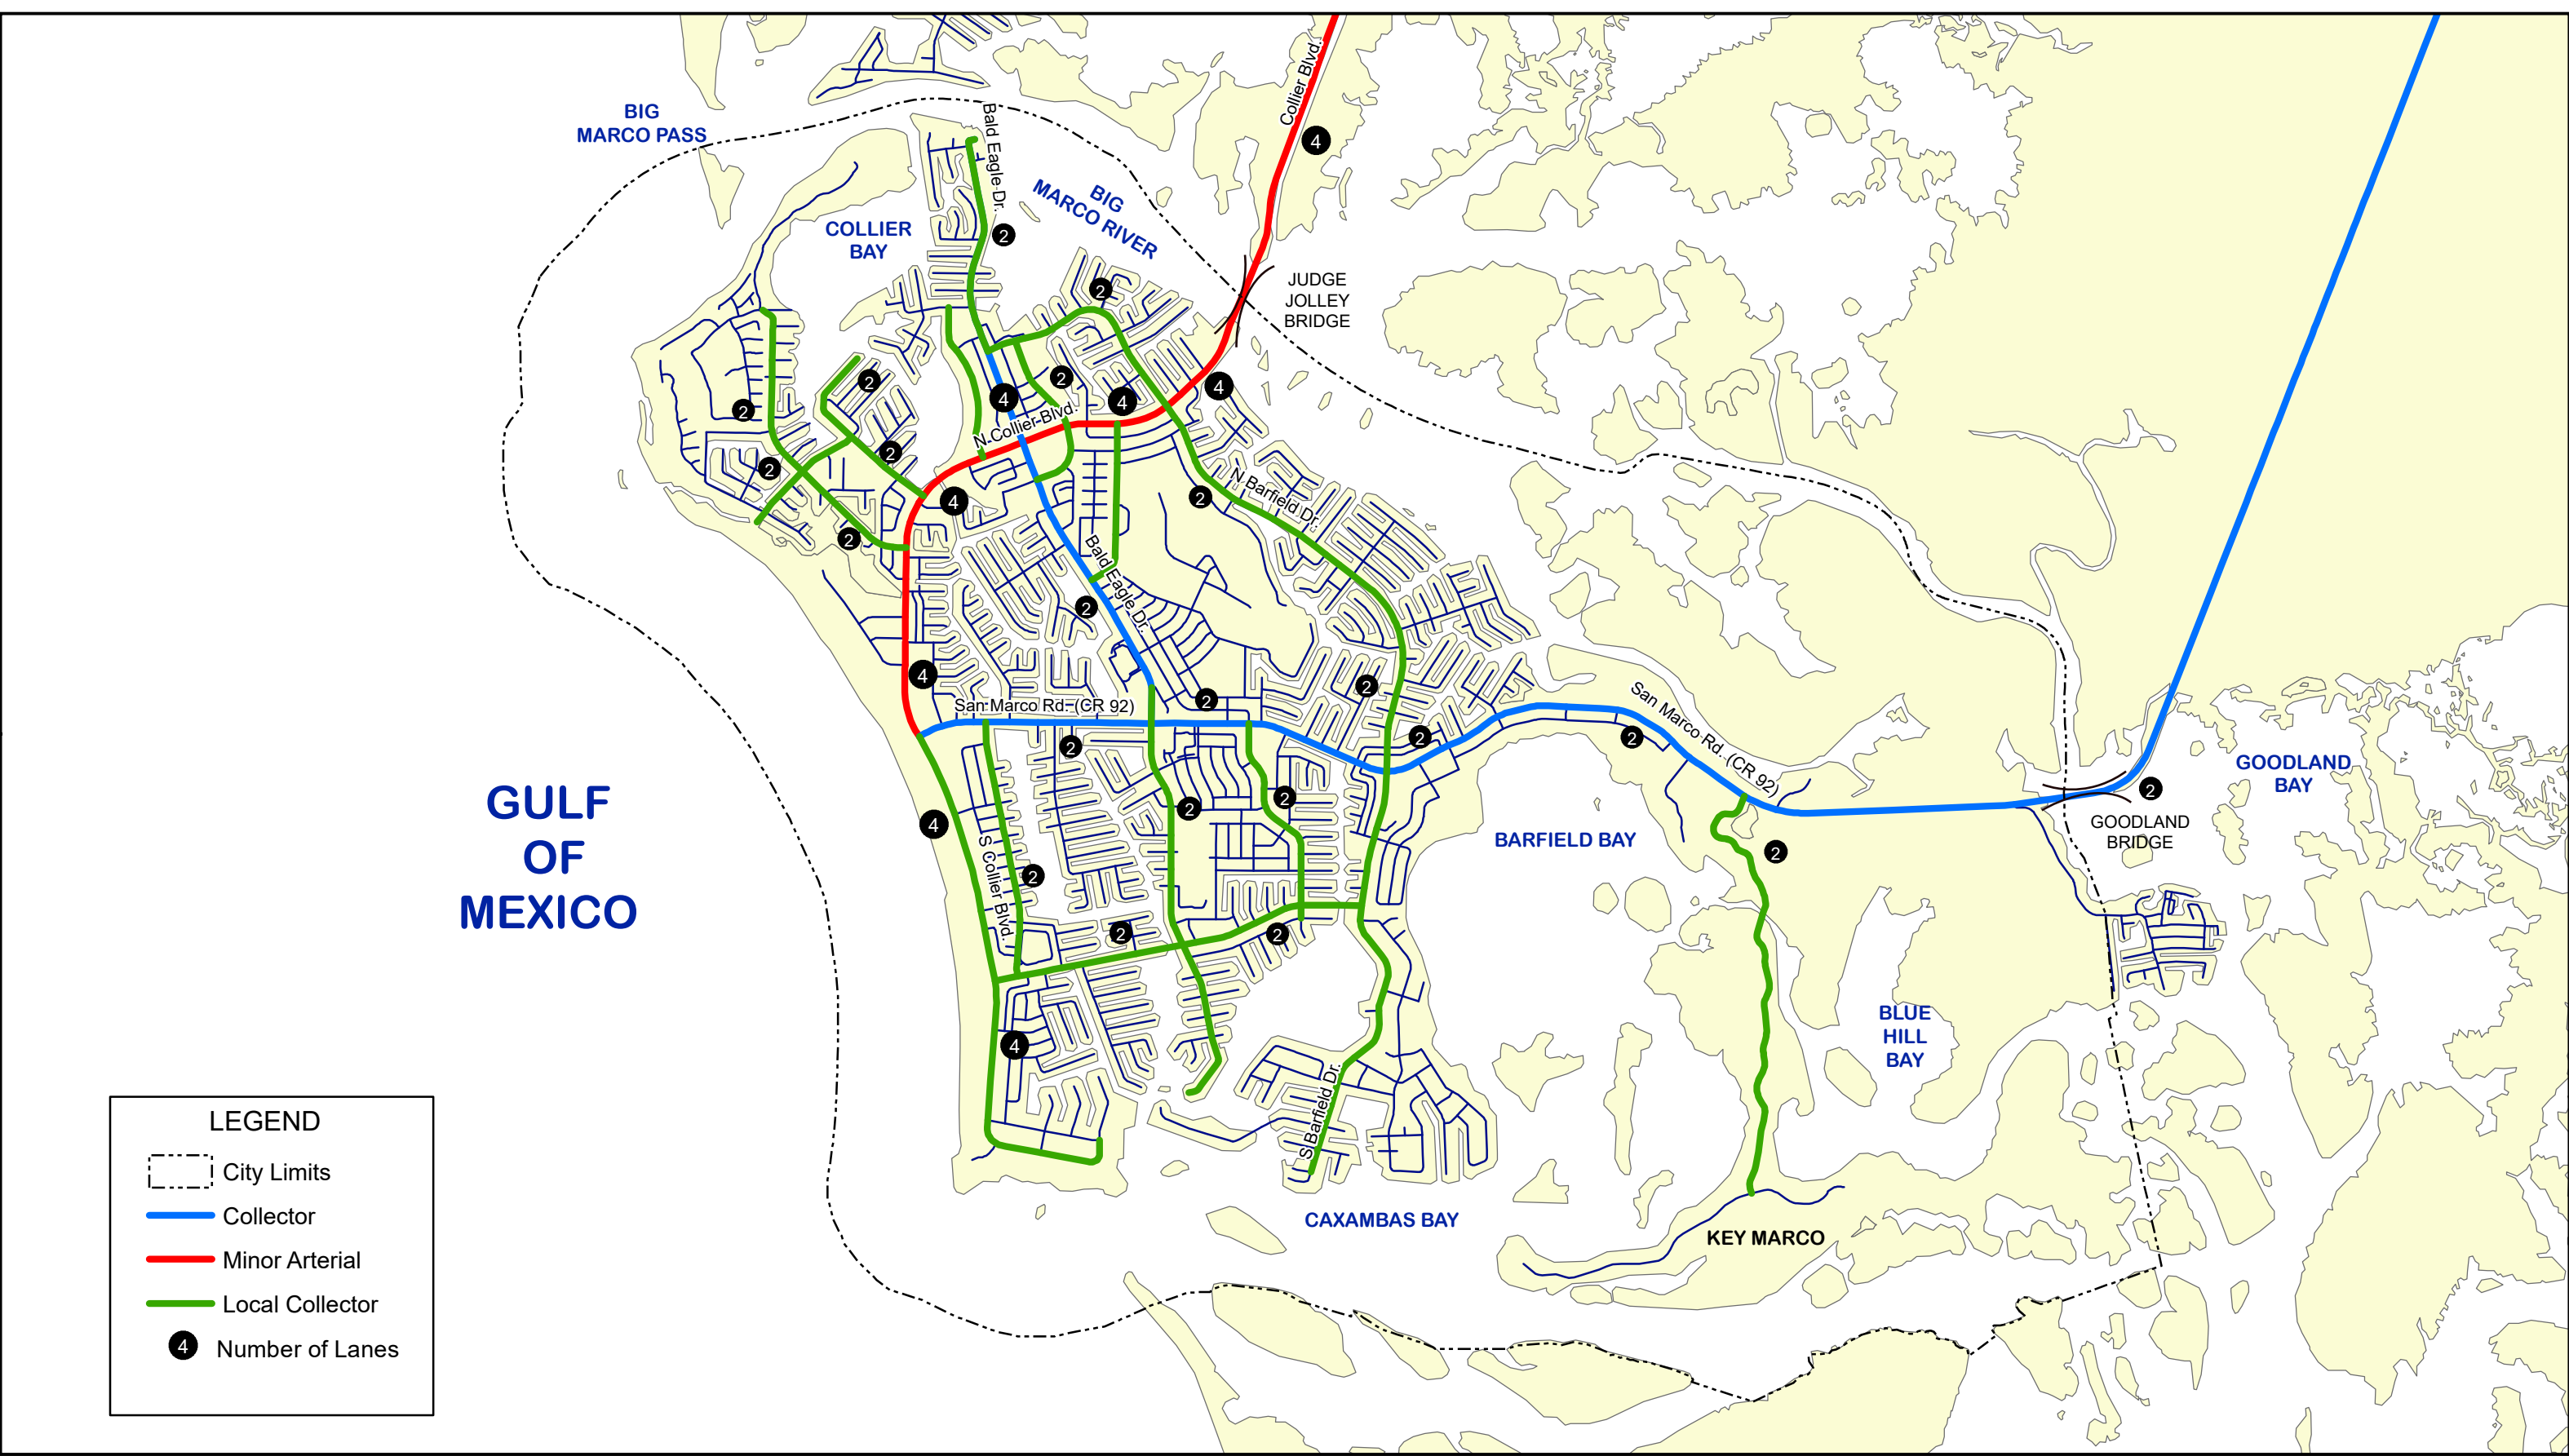 Collier Blvd.
4
BIG
MARCO PASS
Bald Eagle Dr.
BIG
MARCO RIVER
COLLIER
BAY
2
JUDGE
JOLLEY
BRIDGE
2
2
2
4
2
4
4
N Collier Blvd.
2
2
4
2
N Barfield Dr.
2
2
Bald Eagle Dr.
2
4
San Marco Rd. (CR 92)
2
2
2
2
San Marco Rd. (CR 92)
2
GOODLAND
BAY
2
GOODLAND
BRIDGE
GULF
OF
MEXICO
4
2
2
BARFIELD BAY
2
S Collier Blvd.
2
2
2
4
BLUE
HILL
BAY
S Barfield Dr.
CAXAMBAS BAY
KEY MARCO
LEGEND
City Limits
Collector
Minor Arterial
Local Collector
4 Number of Lanes